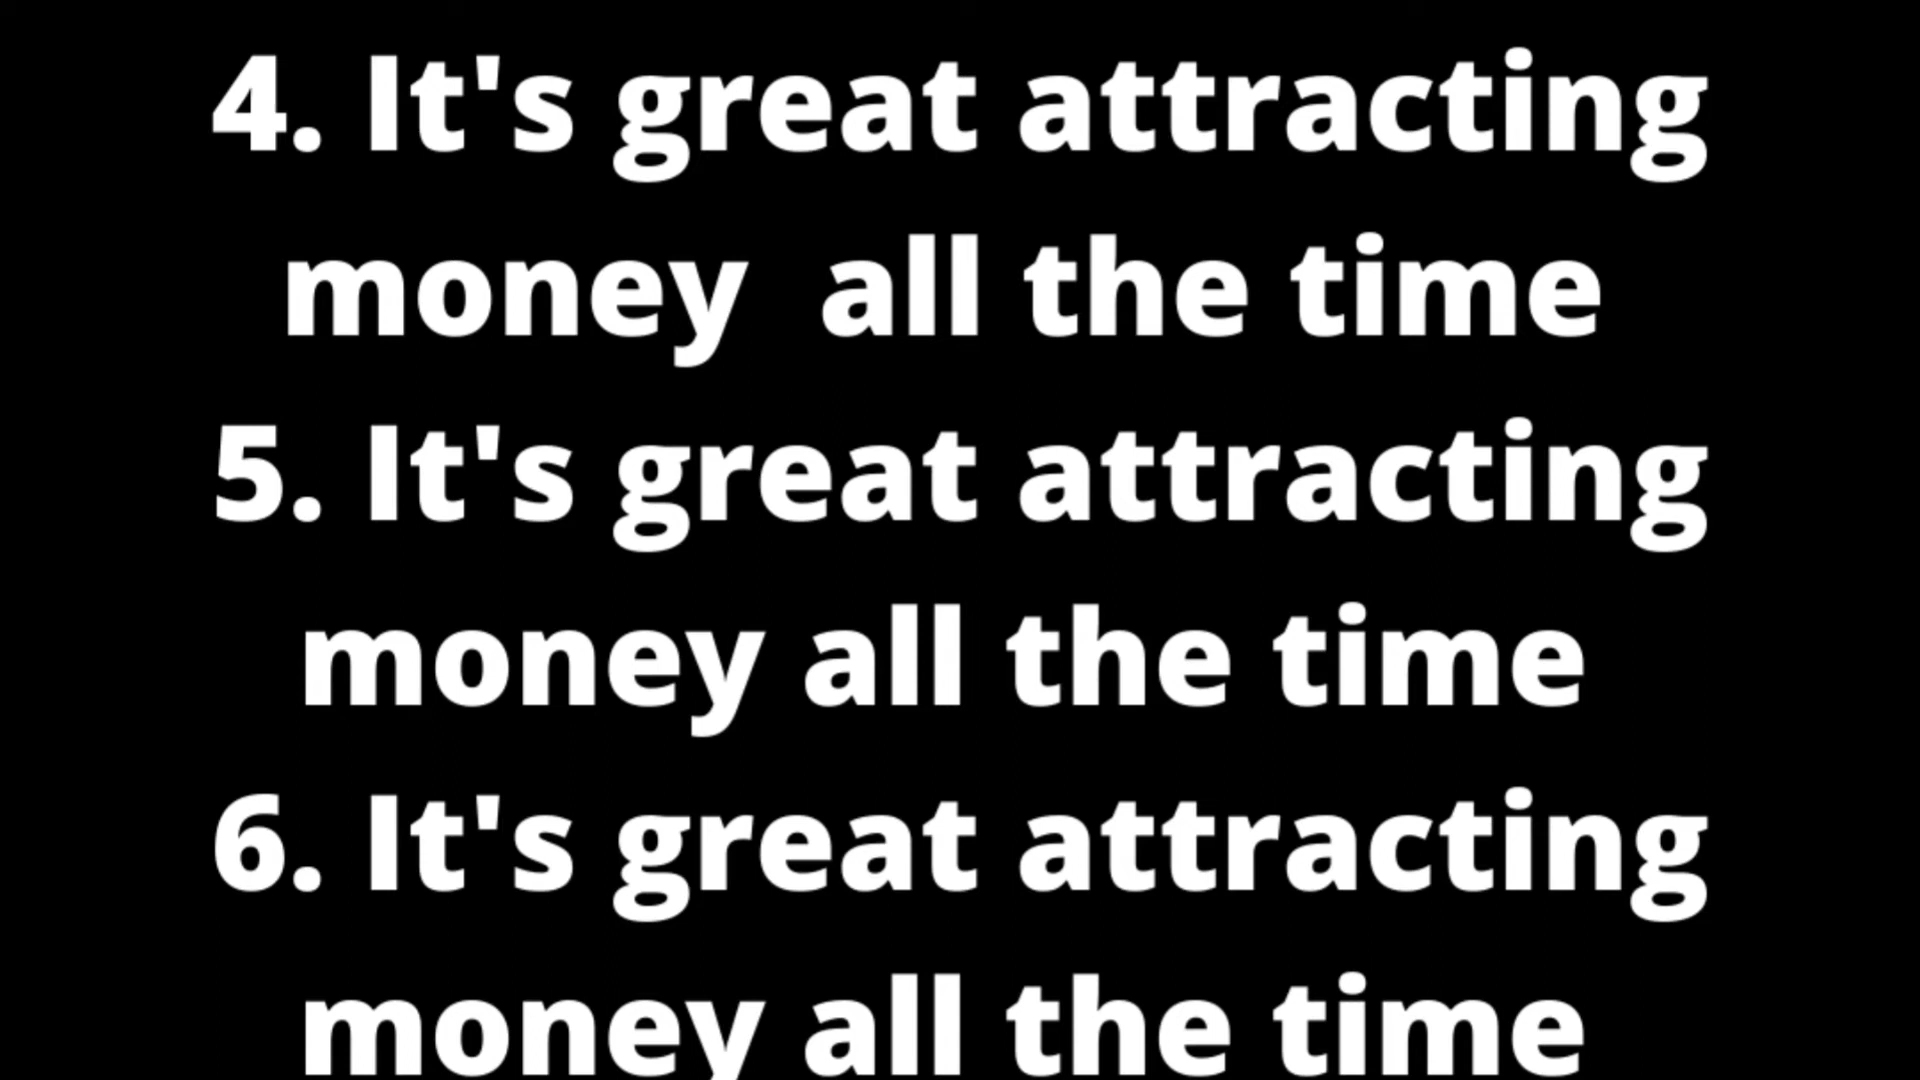 4. It's great attracting
money  all the time
5. It's great attracting
money all the time
6. It's great attracting
money all the time